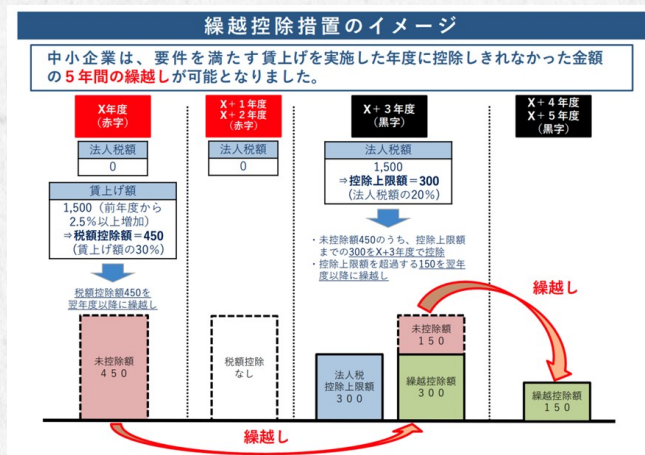 繰越控除措置のイメージ
中小企業は、要件を満たす賃上げを実施した年度に控除しきれなかった金額
の５年間の繰越しが可能となりました。
X年度
（赤字）
法人税額
0
賃上げ額
1,500（前年度から
2.5%以上増加）
⇒税額控除額＝450
（賃上げ額の30%）
税額控除額450を
翌年度以降に繰越し
未控除額
４５０
X＋１年度
X＋２年度
（赤字）
法人税額
0
税額控除
なし
X＋３年度
（黒字）
法人税額
1,500
⇒控除上限額＝300
（法人税額の20%）
・未控除額450のうち、控除上限額
までの300をX+3年度で控除
・控除上限額を超過する150を翌年
度以降に繰越し
法人税
控除上限額
３００
未控除額
１５０
繰越控除額
３００
X＋４年度
X＋５年度
（黒字）
繰越し
繰越控除額
１５０
繰越し